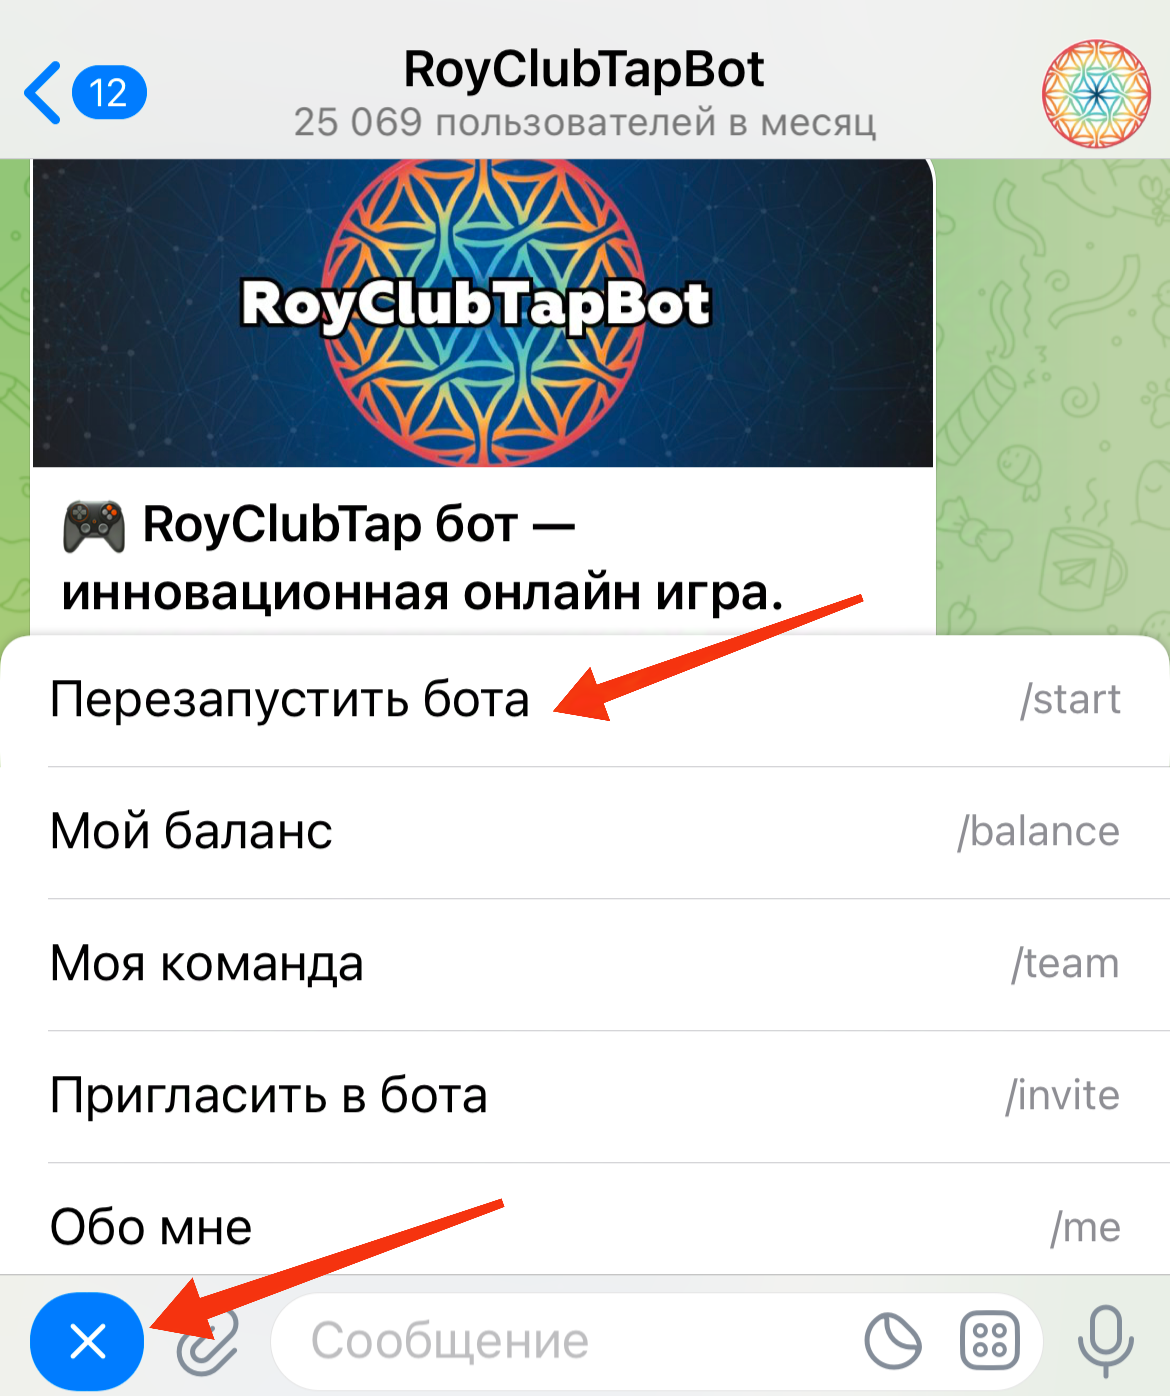 12
RoyClubTapBot
25 069 пользователей в месяц
RoyClubTapBot
RoyClubTap бот —
инновационная онлайн игра.
Перезапустить бота /start
Мой баланс /balance
Моя команда /team
Пригласить в бота /invite
Обо мне /me
Сообщение